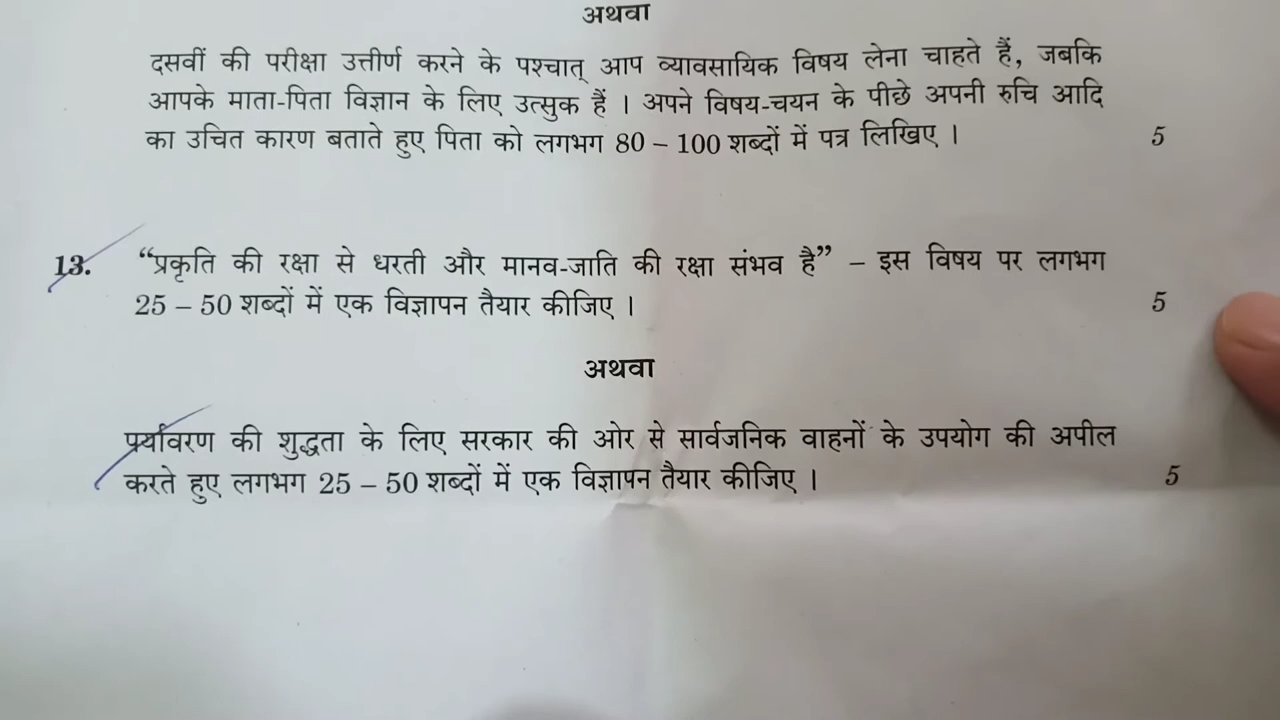 अथवा
दसवीं की परीक्षा उत्तीर्ण करने के पश्चात् आप व्यावसायिक विषय लेना चाहते हैं, जबकि
आपके माता-पिता विज्ञान के लिए उत्सुक हैं । अपने विषय-चयन के पीछे अपनी रुचि आदि
का उचित कारण बताते हुए पिता को लगभग 80 – 100 शब्दों में पत्र लिखिए । 5
13. “प्रकृति की रक्षा से धरती और मानव-जाति की रक्षा संभव है” – इस विषय पर लगभग
25 – 50 शब्दों में एक विज्ञापन तैयार कीजिए । 5
अथवा
पर्यावरण की शुद्धता के लिए सरकार की ओर से सार्वजनिक वाहनों के उपयोग की अपील
करते हुए लगभग 25 – 50 शब्दों में एक विज्ञापन तैयार कीजिए । 5